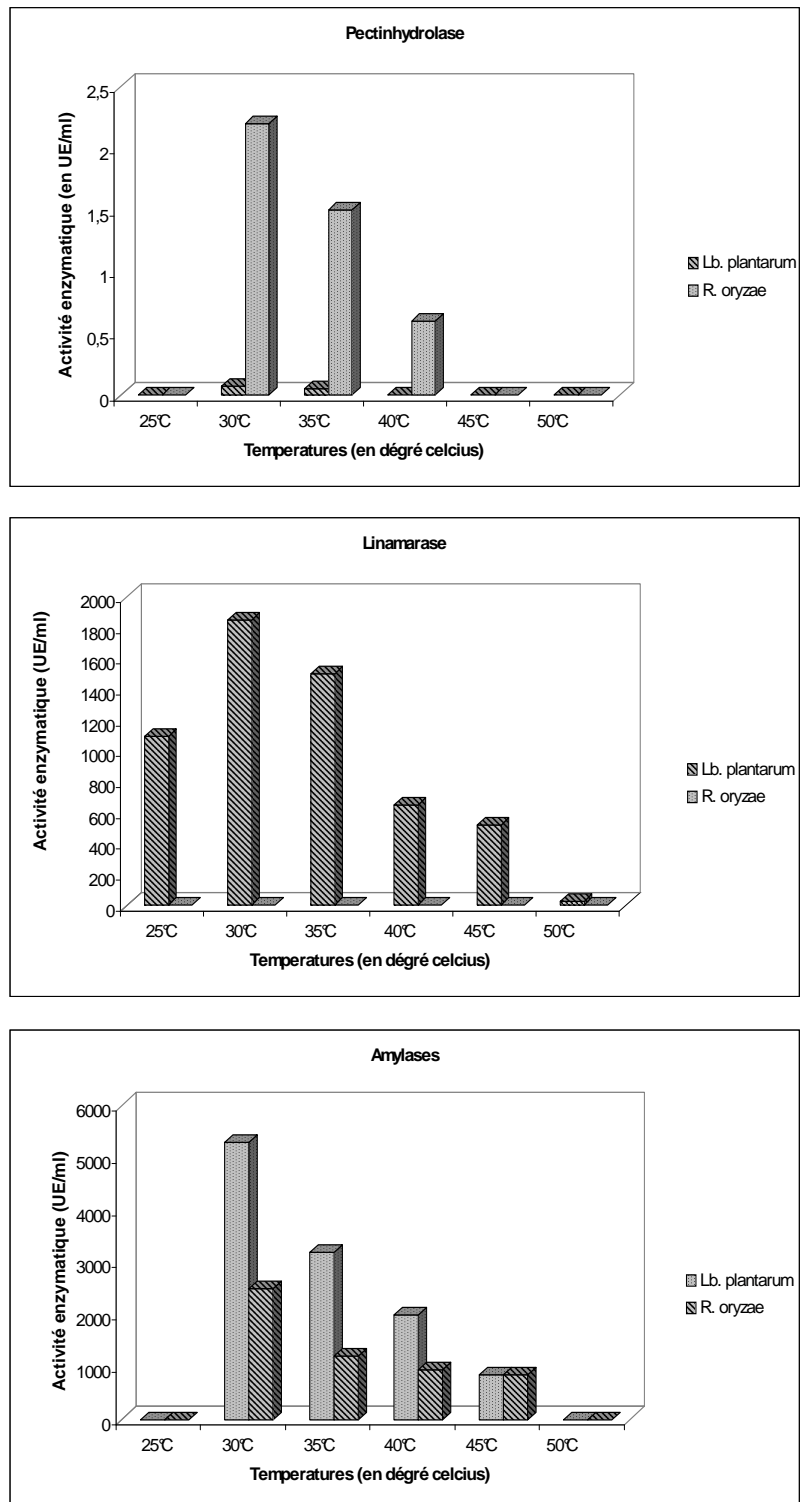 Pectinhydrolase
Activité enzymatique (en UE/ml)
2,5
2
1,5
1
0,5
0
25°C 30°C 35°C 40°C 45°C 50°C
Temperatures (en dégré celcius)
Lb. plantarum
R. oryzae
Linamarase
Activité enzymatique (UE/ml)
2000
1800
1600
1400
1200
1000
800
600
400
200
0
25°C 30°C 35°C 40°C 45°C 50°C
Temperatures (en dégré celcius)
Lb. plantarum
R. oryzae
Amylases
Activité enzymatique (UE/ml)
6000
5000
4000
3000
2000
1000
0
25°C 30°C 35°C 40°C 45°C 50°C
Temperatures (en dégré celcius)
Lb. plantarum
R. oryzae